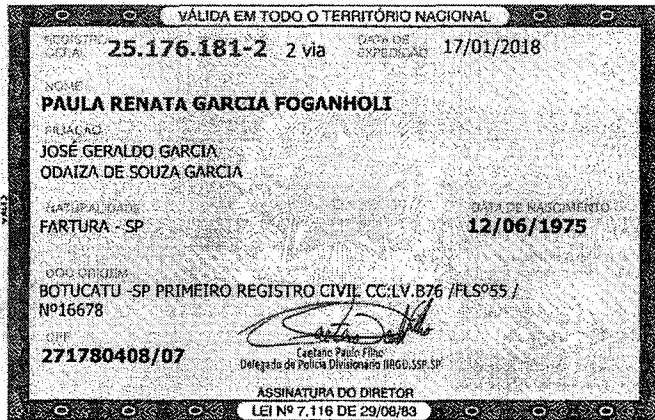 VÁLIDA EM TODO O TERRITÓRIO NACIONAL
REGISTRO GERAL 25.176.181-2 2 via DATA DE EXPEDIÇÃO 17/01/2018
NOME
PAULA RENATA GARCIA FOGANHOLI
FILIAÇÃO
JOSÉ GERALDO GARCIA
ODAIZA DE SOUZA GARCIA
NATURALIDADE DATA DE NASCIMENTO
FARTURA - SP 12/06/1975
DOC ORIGEM
BOTUCATU -SP PRIMEIRO REGISTRO CIVIL CC:LV.B76 /FLSº55 /
Nº16678
CPF
271780408/07
Caetano Paulo Filho
Delegado de Polícia Divisionário IIRGD.SSP.SP
ASSINATURA DO DIRETOR
LEI Nº 7.116 DE 29/08/83